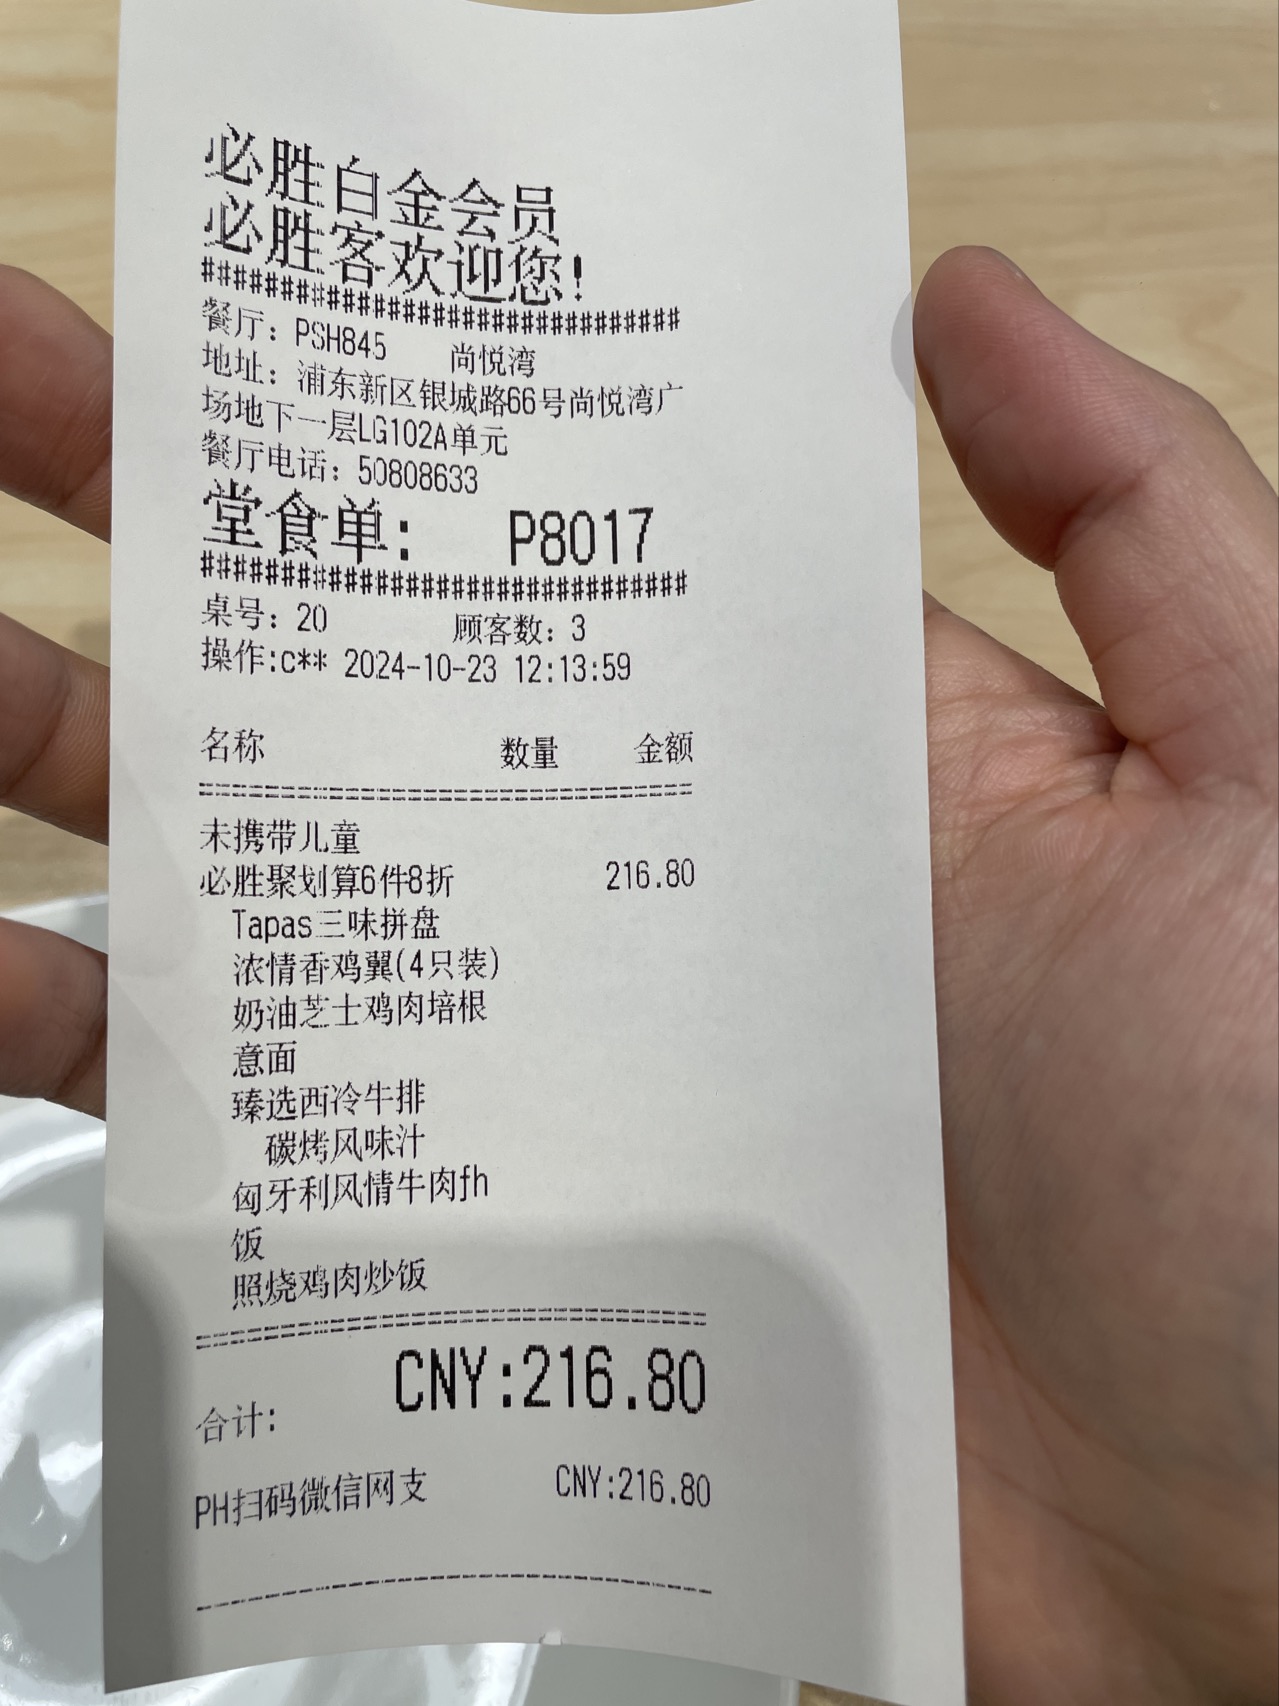 必胜白金会员
必胜客欢迎您!
###############################
餐厅：PSH845 尚悦湾
地址：浦东新区银城路66号尚悦湾广
场地下一层LG102A单元
餐厅电话：50808633
堂食单: P8017
###############################
桌号：20 顾客数：3
操作:c** 2024-10-23 12:13:59
名称 数量 金额
===============================
未携带儿童
必胜聚划算6件8折 216.80
Tapas三味拼盘
浓情香鸡翼(4只装)
奶油芝士鸡肉培根
意面
臻选西冷牛排
碳烤风味汁
匈牙利风情牛肉fh
饭
照烧鸡肉炒饭
===============================
合计: CNY:216.80
PH扫码微信网支 CNY:216.80
-------------------------------